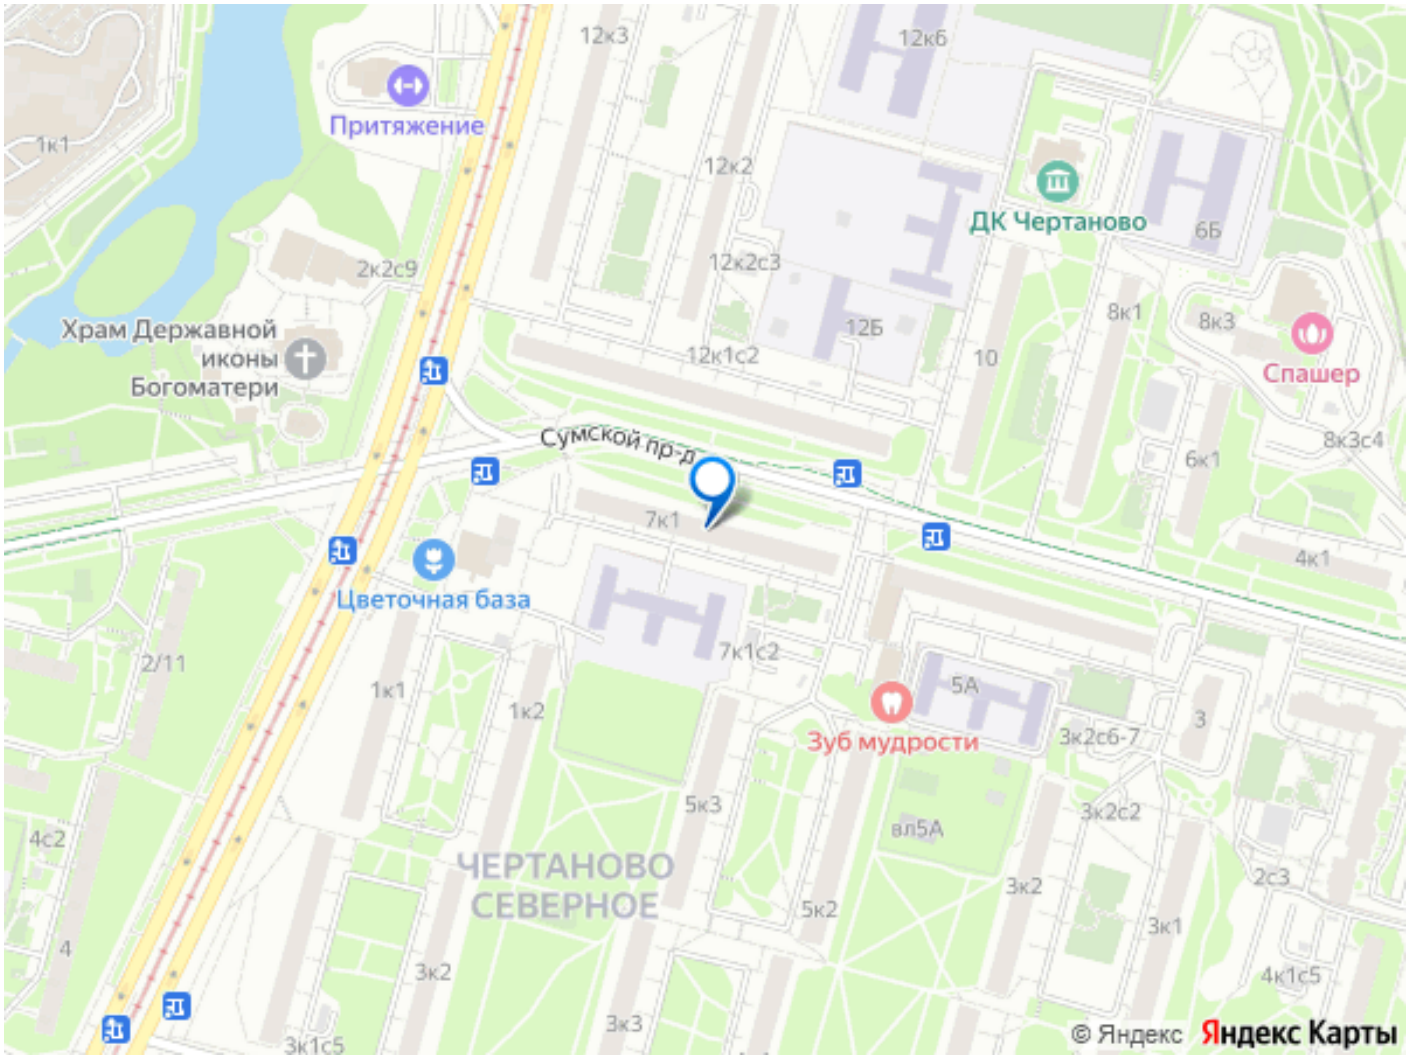 12к3
12к6
1к1
Притяжение
12к2
ДК Чертаново
6Б
2к2с9
12к2с3
8к1
8к3
Храм Державной
иконы
Богоматери
12Б
12к1с2
10
Спашер
Сумской пр-д
8к3с4
6к1
7к1
4к1
Цветочная база
2/11
7к1с2
1к1
1к2
5А
3
Зуб мудрости
3к2с6-7
5к3
3к2с2
вл5А
4с2
ЧЕРТАНОВО
СЕВЕРНОЕ
3к2
2с3
5к2
3к1
4
3к2
4к1с5
3к3
3к1с5
© Яндекс Яндекс Карты